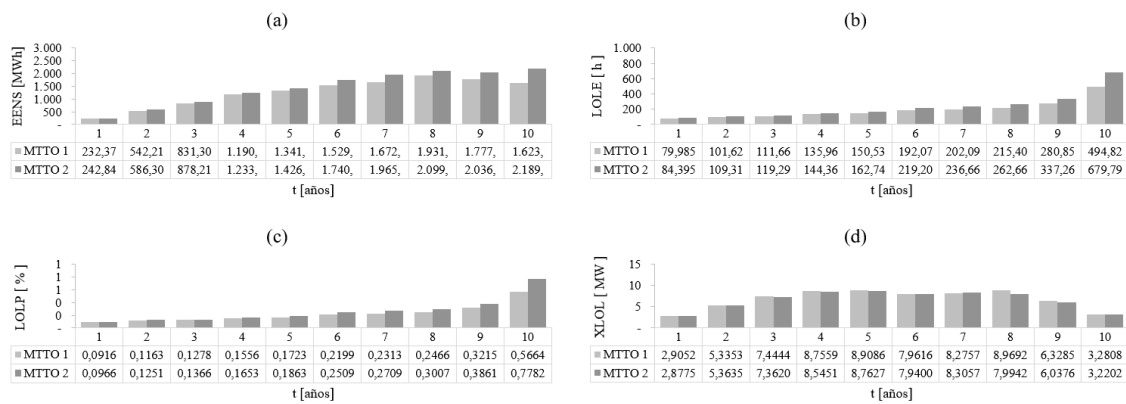 (a)
EENS [MWh]
3.000
2.500
2.000
1.500
1.000
500
-
1 2 3 4 5 6 7 8 9 10
MTTO 1 232,37 542,21 831,30 1.190, 1.341, 1.529, 1.672, 1.931, 1.777, 1.623,
MTTO 2 242,84 586,30 878,21 1.233, 1.426, 1.740, 1.965, 2.099, 2.036, 2.189,
t [años]
(b)
LOLE [ h ]
1.000
800
600
400
200
-
1 2 3 4 5 6 7 8 9 10
MTTO 1 79,985 101,62 111,66 135,96 150,53 192,07 202,09 215,40 280,85 494,82
MTTO 2 84,395 109,31 119,29 144,36 162,74 219,20 236,66 262,66 337,26 679,79
t [años]
(c)
LOLP [ % ]
1
1
1
0
0
-
1 2 3 4 5 6 7 8 9 10
MTTO 1 0,0916 0,1163 0,1278 0,1556 0,1723 0,2199 0,2313 0,2466 0,3215 0,5664
MTTO 2 0,0966 0,1251 0,1366 0,1653 0,1863 0,2509 0,2709 0,3007 0,3861 0,7782
t [años]
(d)
XLOL [ MW ]
15
10
5
-
1 2 3 4 5 6 7 8 9 10
MTTO 1 2,9052 5,3353 7,4444 8,7559 8,9086 7,9616 8,2757 8,9692 6,3285 3,2808
MTTO 2 2,8775 5,3635 7,3620 8,5451 8,7627 7,9400 8,3057 7,9942 6,0376 3,2202
t [años]